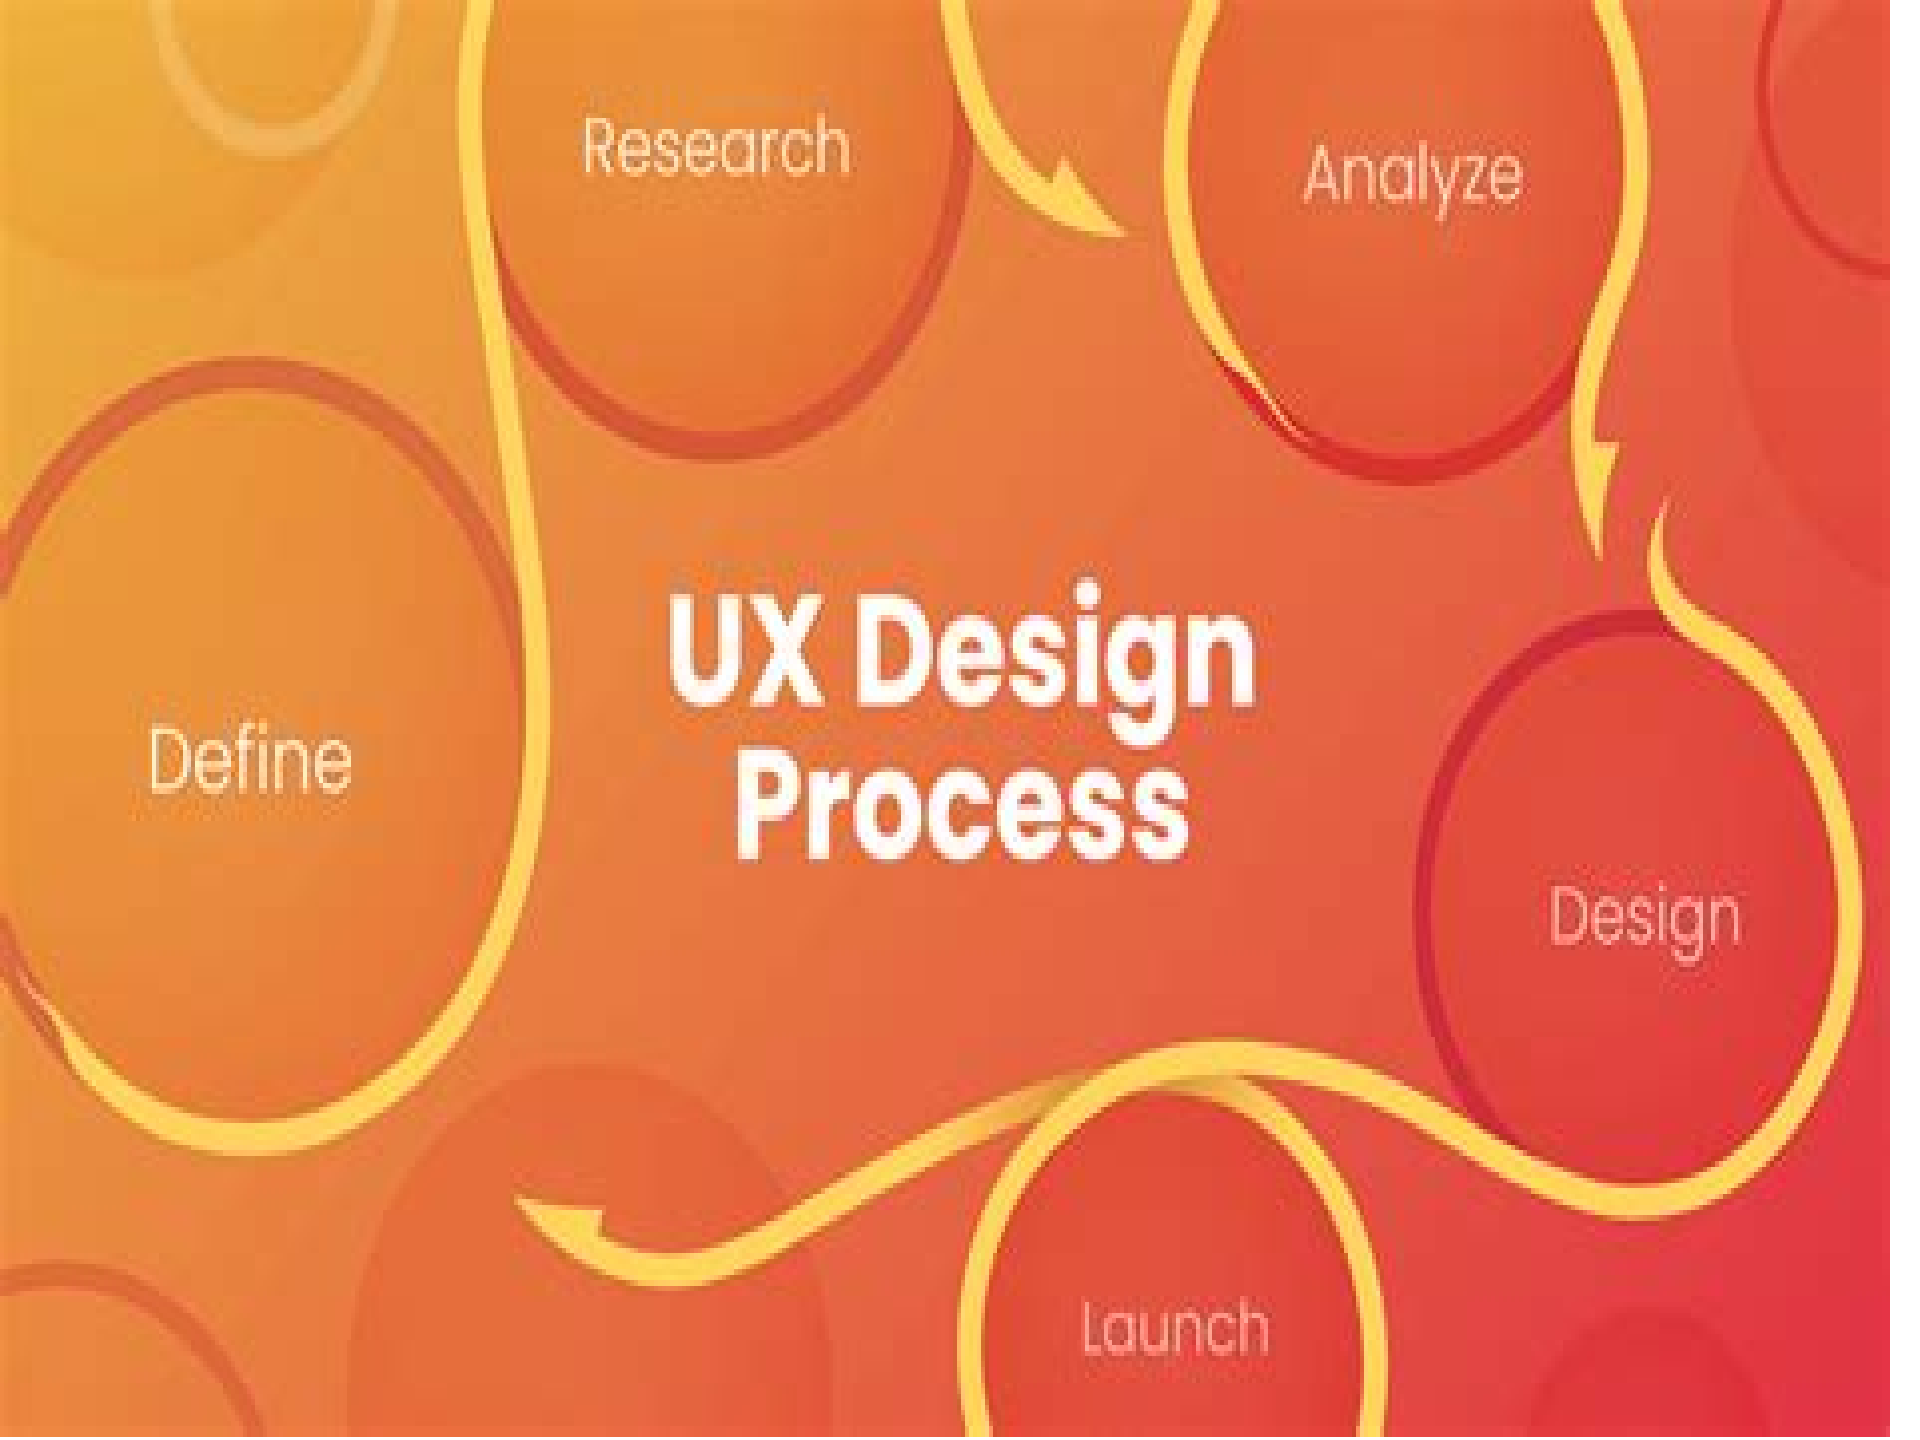 Research
Analyze
UX Design
Process
Define
Design
Launch